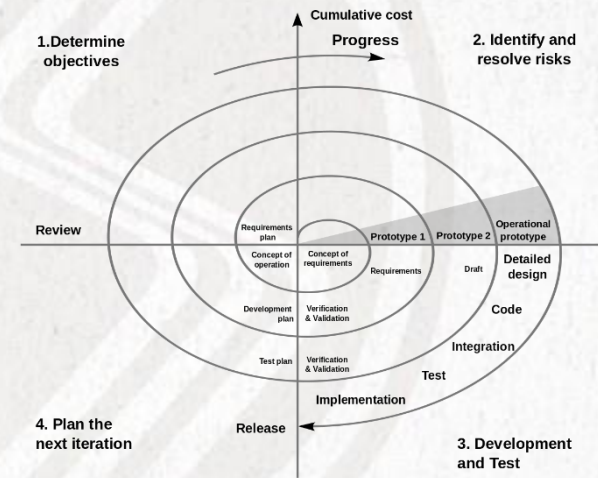 Cumulative cost
Progress
1.Determine
objectives
2. Identify and
resolve risks
Review
Requirements
plan
Prototype 1
Prototype 2
Operational
prototype
Concept of
operation
Concept of
requirements
Requirements
Draft
Detailed
design
Development
plan
Verification
& Validation
Code
Integration
Test plan
Verification
& Validation
Test
Implementation
Release
4. Plan the
next iteration
3. Development
and Test